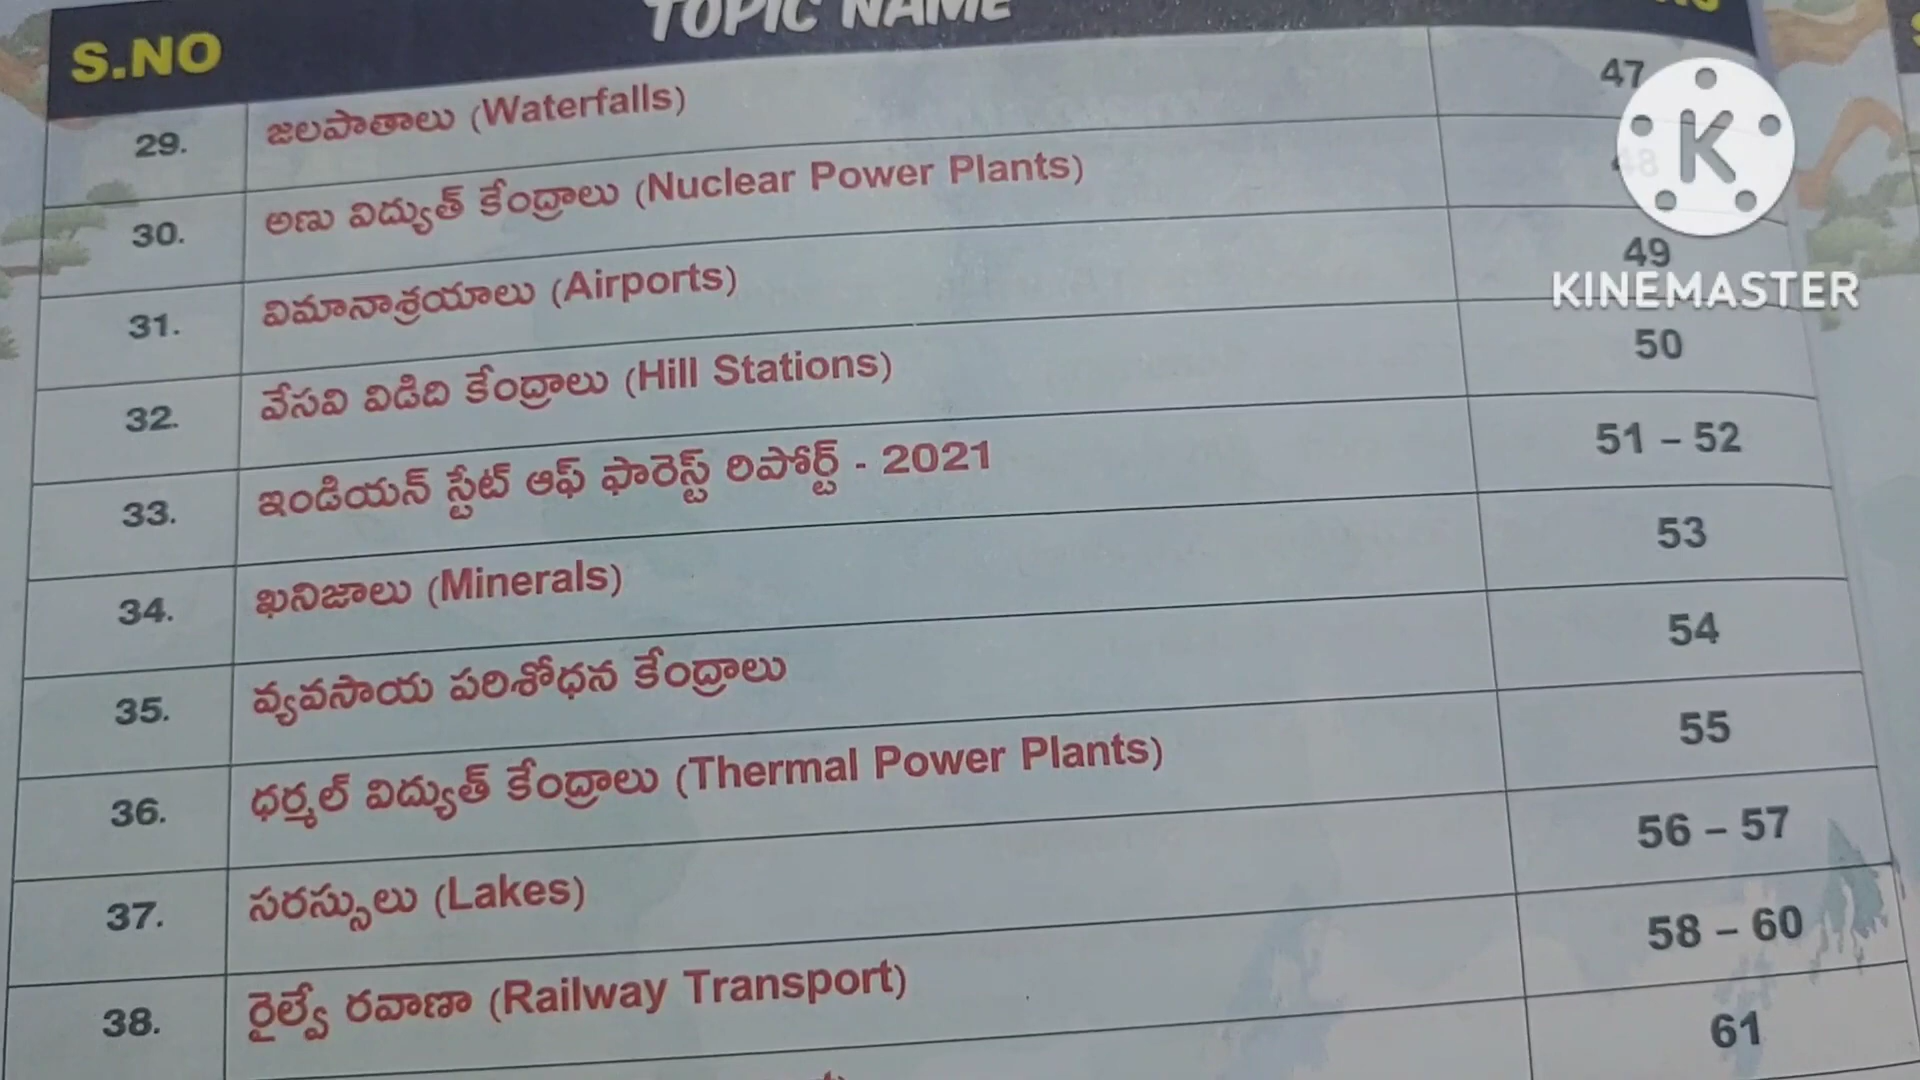 S.NO TOPIC NAME
29. జలపాతాలు (Waterfalls) 47
30. అణు విద్యుత్ కేంద్రాలు (Nuclear Power Plants) 48
31. విమానాశ్రయాలు (Airports) 49
32. వేసవి విడిది కేంద్రాలు (Hill Stations) 50
33. ఇండియన్ స్టేట్ ఆఫ్ ఫారెస్ట్ రిపోర్ట్ - 2021 51 – 52
34. ఖనిజాలు (Minerals) 53
35. వ్యవసాయ పరిశోధన కేంద్రాలు 54
36. ధర్మల్ విద్యుత్ కేంద్రాలు (Thermal Power Plants) 55
37. సరస్సులు (Lakes) 56 – 57
38. రైల్వే రవాణా (Railway Transport) 58 – 60
61
K
KINEMASTER